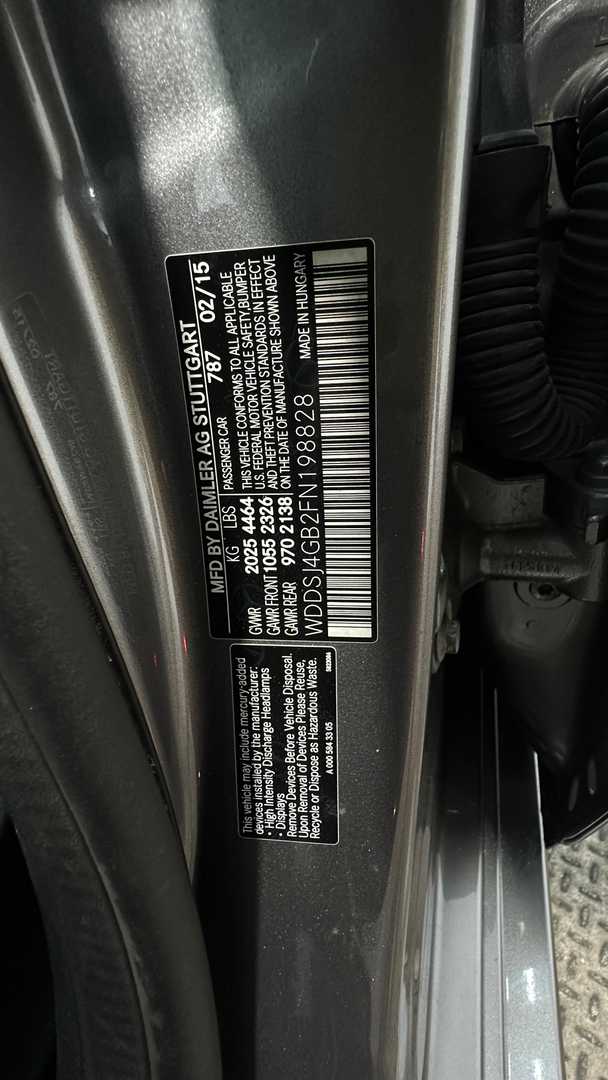 MFD BY DAIMLER AG STUTTGART
787 02/15
KG LBS PASSENGER CAR
GVWR 2025 4464 THIS VEHICLE CONFORMS TO ALL APPLICABLE
GAWR FRONT 1055 2326 U.S. FEDERAL MOTOR VEHICLE SAFETY,BUMPER
GAWR REAR 970 2138 AND THEFT PREVENTION STANDARDS IN EFFECT
ON THE DATE OF MANUFACTURE SHOWN ABOVE
WDDSJ4GB2FN198828 MADE IN HUNGARY
This vehicle may include mercury-added
devices installed by the manufacturer:
• High Intensity Discharge Headlamps
• Displays
Remove Devices Before Vehicle Disposal.
Upon Removal of Devices Please Reuse,
Recycle or Dispose as Hazardous Waste.
A 000 584 33 05